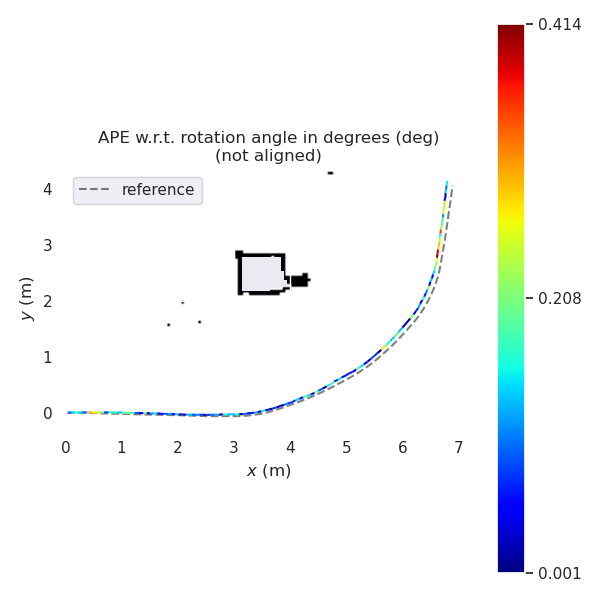 APE w.r.t. rotation angle in degrees (deg)
(not aligned)
reference
4
3
2
1
0
y (m)
0 1 2 3 4 5 6 7
x (m)
0.414
0.208
0.001